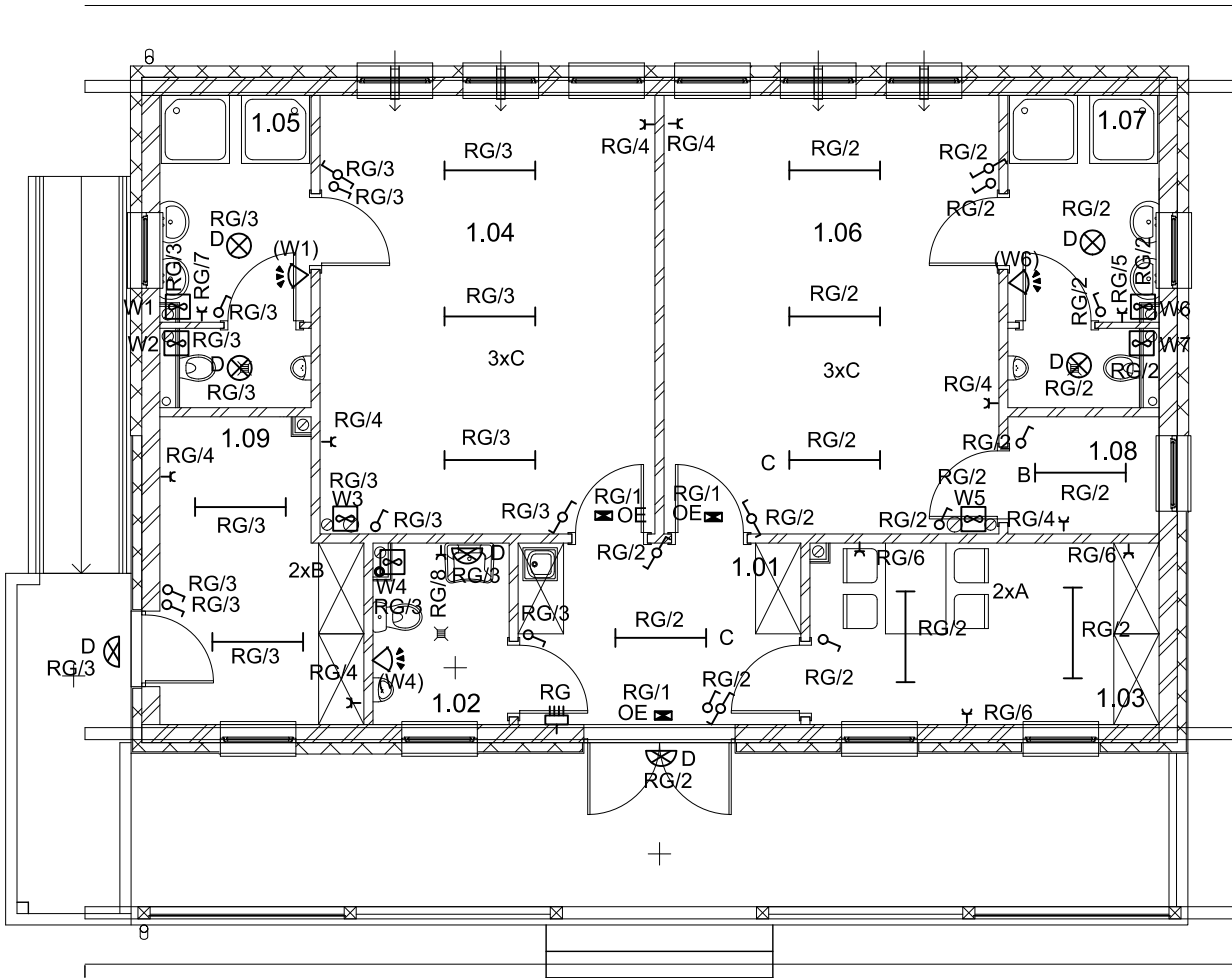 1.05
1.07
RG/4
RG/4
RG/3
RG/2
RG/2
RG/3
RG/3
RG/2
RG/3
D
1.04
1.06
RG/2
D
(W1)
(W6)
RG/3
RG/7
RG/2
RG/5
RG/2
W1
RG/3
RG/3
RG/2
W6
W2
RG/3
W7
D
RG/3
3xC
3xC
D
RG/2
RG/2
RG/4
1.09
RG/4
RG/3
RG/2
RG/2
1.08
RG/4
C
B
RG/3
W3
RG/2
W5
RG/2
RG/3
RG/3
RG/3
RG/1
OE
RG/1
OE
RG/2
RG/2
RG/4
RG/2
RG/6
RG/6
2xB
D
RG/3
1.01
W4
RG/8
2xA
RG/3
RG/3
RG/3
RG/3
RG/2
C
RG/2
RG/2
D
RG/3
RG/3
RG/4
(W4)
1.02
RG
RG/1
OE
RG/2
RG/2
1.03
RG/6
D
RG/2